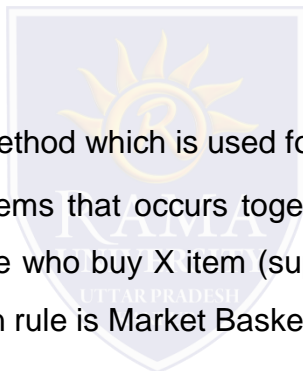 ethod which is used fo
ems that occurs toge
RAMA
e who buy X item (su
UNIVERSITY
UTTAR PRADESH
n rule is Market Baske